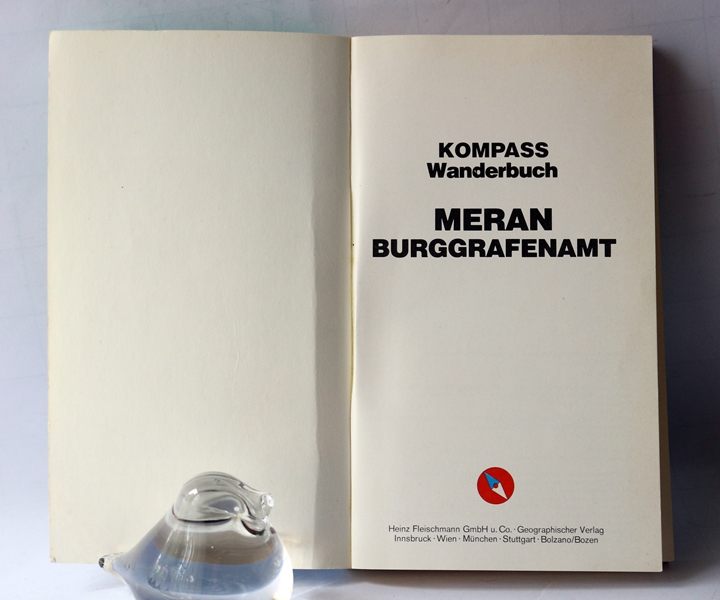 KOMPASS
Wanderbuch
MERAN
BURGGRAFENAMT
Heinz Fleischmann GmbH u. Co. · Geographischer Verlag
Innsbruck · Wien · München · Stuttgart · Bolzano/Bozen